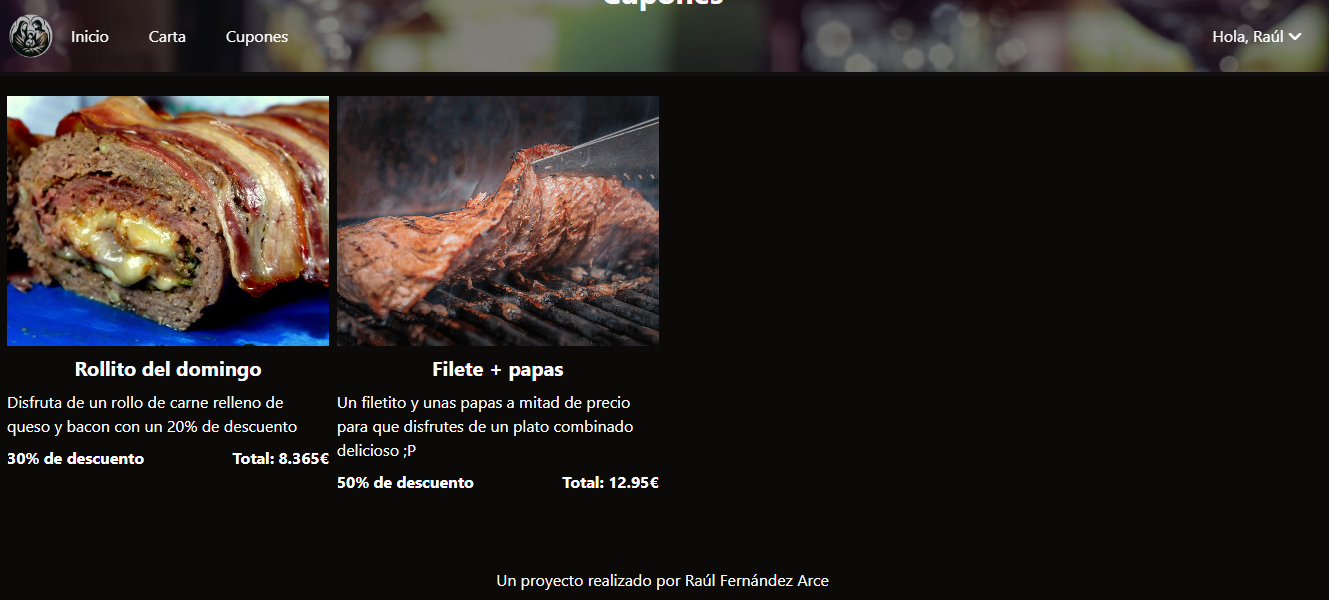 Cupones
Inicio
Carta
Cupones
Hola, Raúl
Rollito del domingo
Disfruta de un rollo de carne relleno de
queso y bacon con un 20% de descuento
30% de descuento
Total: 8.365€
Filete + papas
Un filetito y unas papas a mitad de precio
para que disfrutes de un plato combinado
delicioso ;P
50% de descuento
Total: 12.95€
Un proyecto realizado por Raúl Fernández Arce